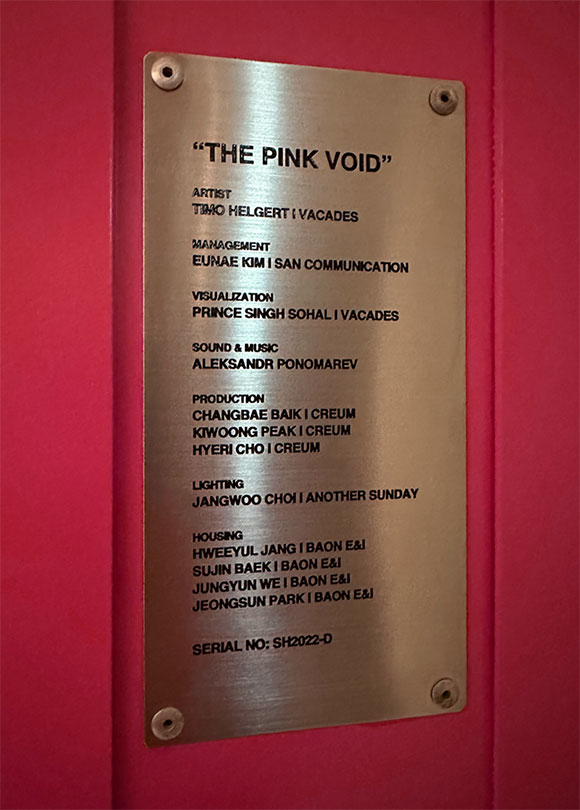 “THE PINK VOID”
ARTIST
TIMO HELGERT | VACADES
MANAGEMENT
EUNAE KIM | SAN COMMUNICATION
VISUALIZATION
PRINCE SINGH SOHAL | VACADES
SOUND & MUSIC
ALEKSANDR PONOMAREV
PRODUCTION
CHANGBAE BAIK | CREUM
KIWOONG PEAK | CREUM
HYERI CHO | CREUM
LIGHTING
JANGWOO CHOI | ANOTHER SUNDAY
HOUSING
HWEEYUL JANG | BAON E&I
SUJIN BAEK | BAON E&I
JUNGYUN WE | BAON E&I
JEONGSUN PARK | BAON E&I
SERIAL NO: SH2022-D